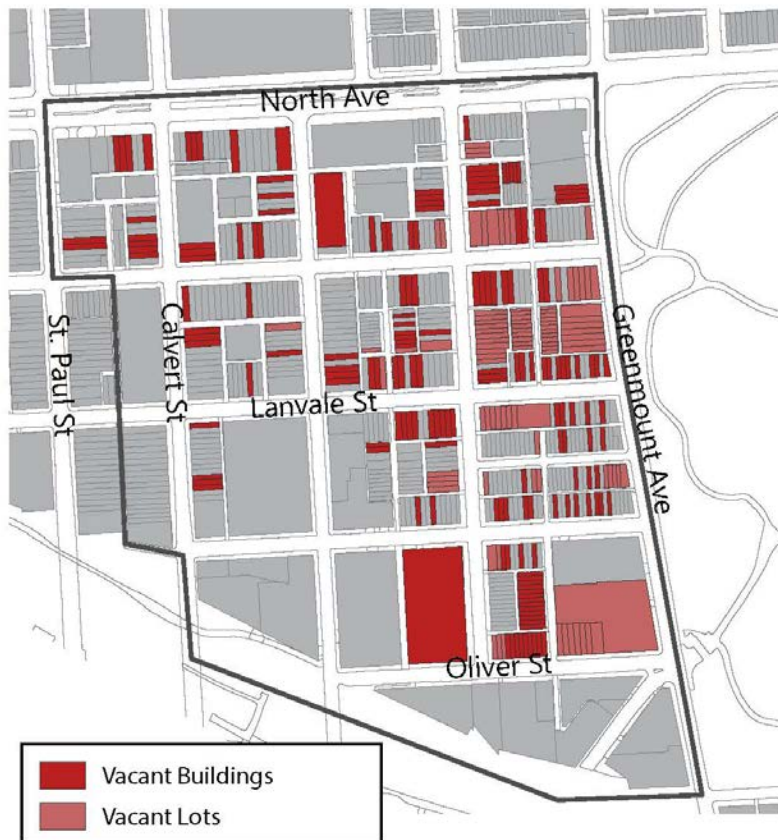 North Ave
St. Paul St
Calvert St
Greenmount Ave
Lanvale St
Oliver St
Vacant Buildings
Vacant Lots